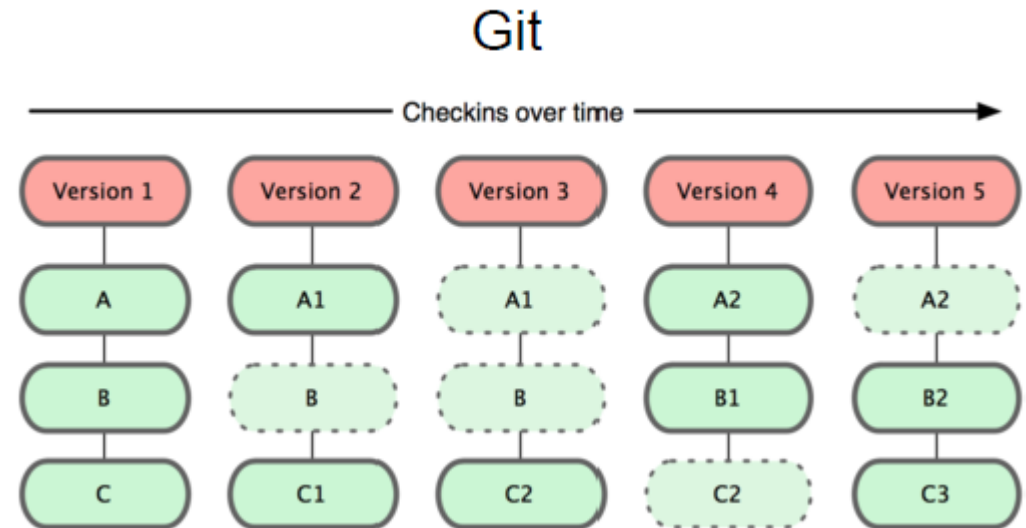 Git
Checkins over time
Version 1 Version 2 Version 3 Version 4 Version 5
A A1 A1 A2 A2
B B B B1 B2
C C1 C2 C2 C3